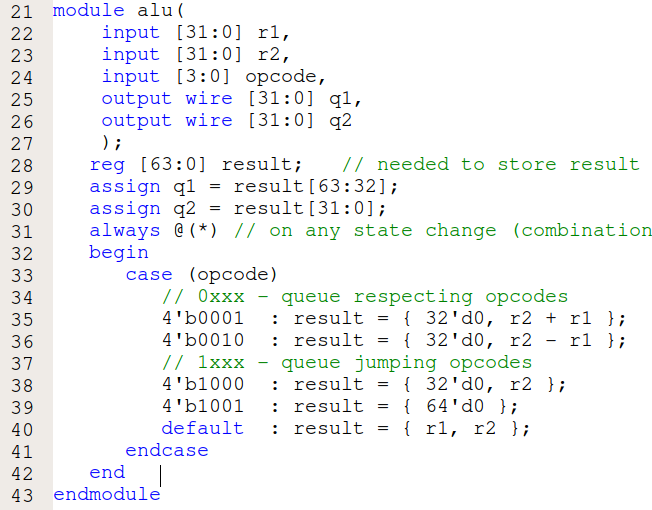 21 module alu(
22     input [31:0] r1,
23     input [31:0] r2,
24     input [3:0] opcode,
25     output wire [31:0] q1,
26     output wire [31:0] q2
27     );
28    reg [63:0] result;   // needed to store result
29    assign q1 = result[63:32];
30    assign q2 = result[31:0];
31    always @(*) // on any state change (combination
32    begin
33       case (opcode)
34          // 0xxx - queue respecting opcodes
35          4'b0001  : result = { 32'd0, r2 + r1 };
36          4'b0010  : result = { 32'd0, r2 - r1 };
37          // 1xxx - queue jumping opcodes
38          4'b1000  : result = { 32'd0, r2 };
39          4'b1001  : result = { 64'd0 };
40          default  : result = { r1, r2 };
41       endcase
42    end
43 endmodule